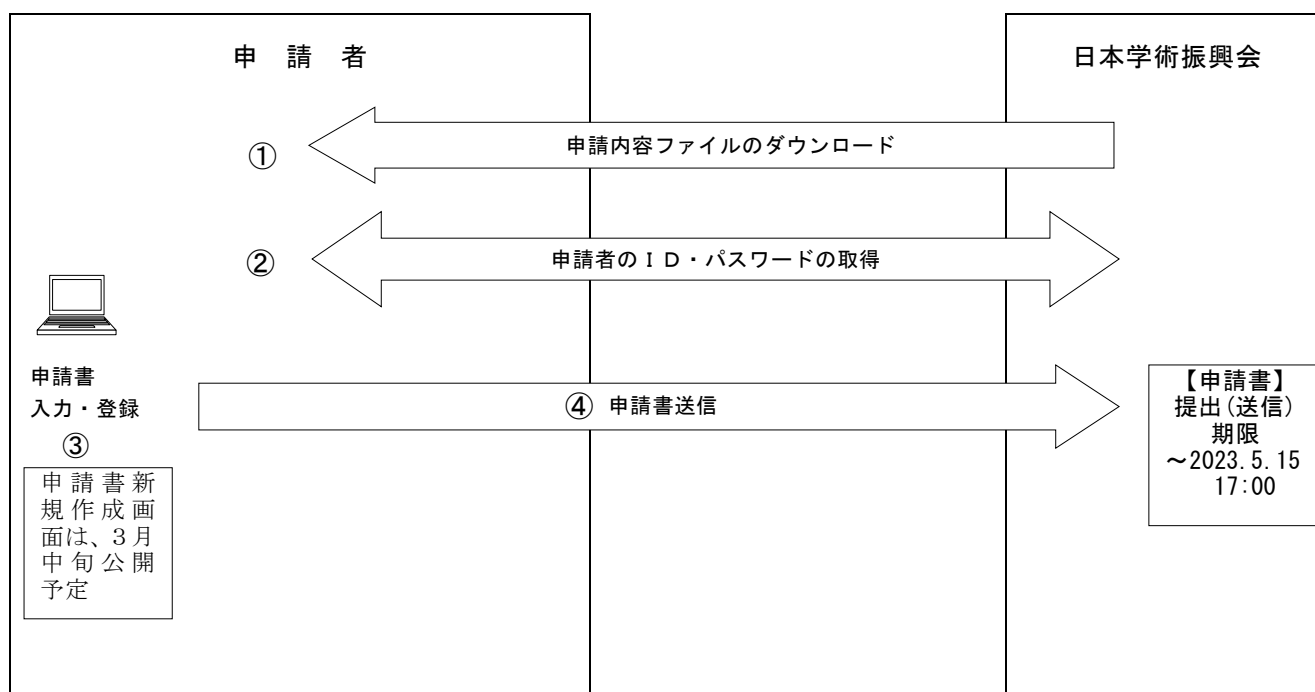 申　請　者
日本学術振興会
①
申請内容ファイルのダウンロード
②
申請者のＩＤ・パスワードの取得
申請書
入力・登録
③
申請書新
規作成画
面は、３月
中旬公開
予定
④ 申請書送信
【申請書】
提出(送信)
期限
～2023.5.15
17:00